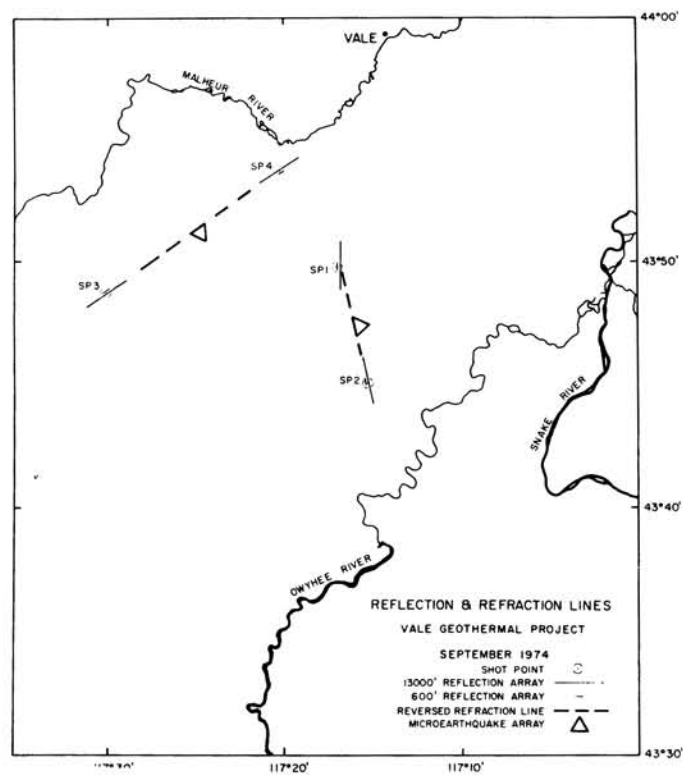 44°00'
VALE
MALHEUR RIVER
SP4
43°50'
SP1
SP3
SP2
SNAKE RIVER
43°40'
OWYHEE RIVER
REFLECTION & REFRACTION LINES
VALE GEOTHERMAL PROJECT
SEPTEMBER 1974
SHOT POINT
13000' REFLECTION ARRAY
600' REFLECTION ARRAY
REVERSED REFRACTION LINE
MICROEARTHQUAKE ARRAY
43°30'
117°20' 117°10'